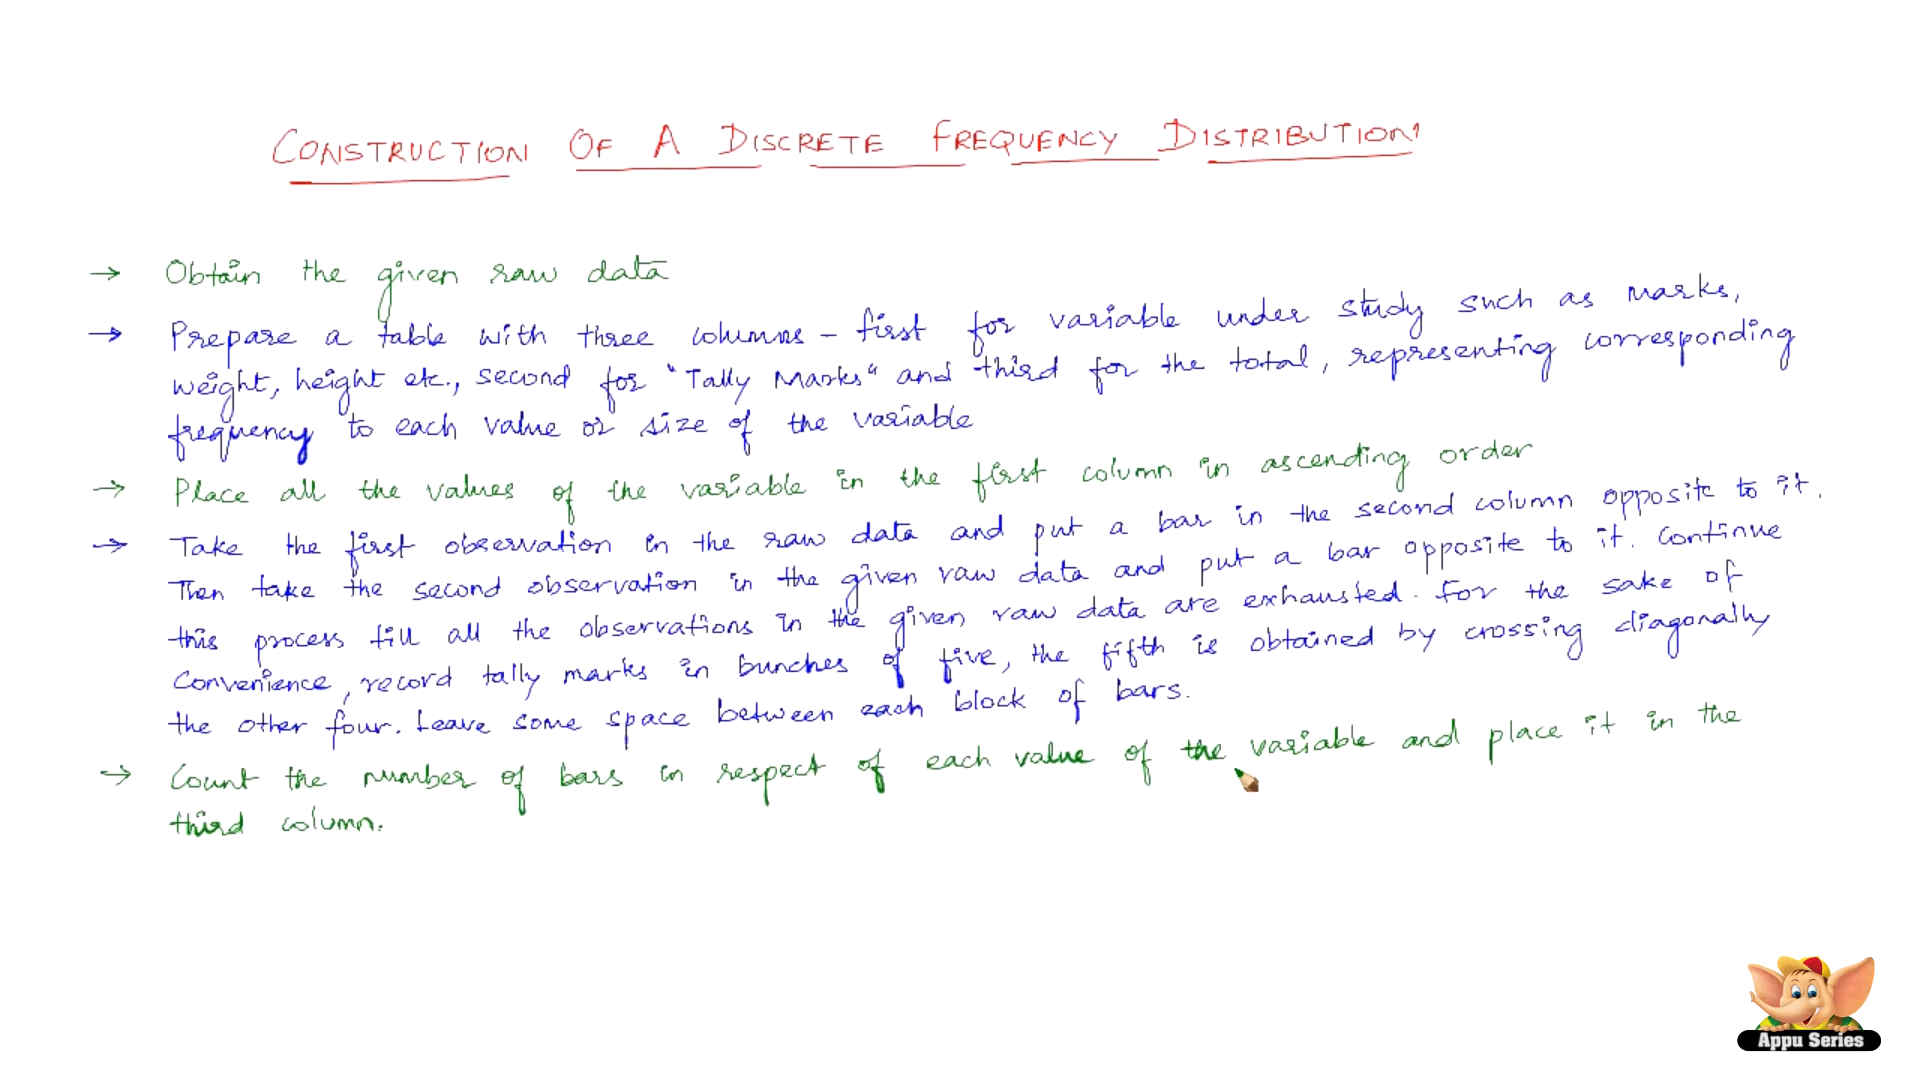 CONSTRUCTION OF A DISCRETE FREQUENCY DISTRIBUTION
→ Obtain the given raw data
→ Prepare a table with three columns – first for variable under study such as marks,
weight, height etc., second for "Tally Marks" and third for the total, representing corresponding
frequency to each value or size of the variable
→ Place all the values of the variable in the first column in ascending order
→ Take the first observation in the raw data and put a bar in the second column opposite to it.
Then take the second observation in the given raw data and put a bar opposite to it. Continue
this process till all the observations in the given raw data are exhausted. For the sake of
convenience, record tally marks in bunches of five, the fifth is obtained by crossing diagonally
the other four. Leave some space between each block of bars.
→ Count the number of bars in respect of each value of the variable and place it in the
third column.
Appu Series